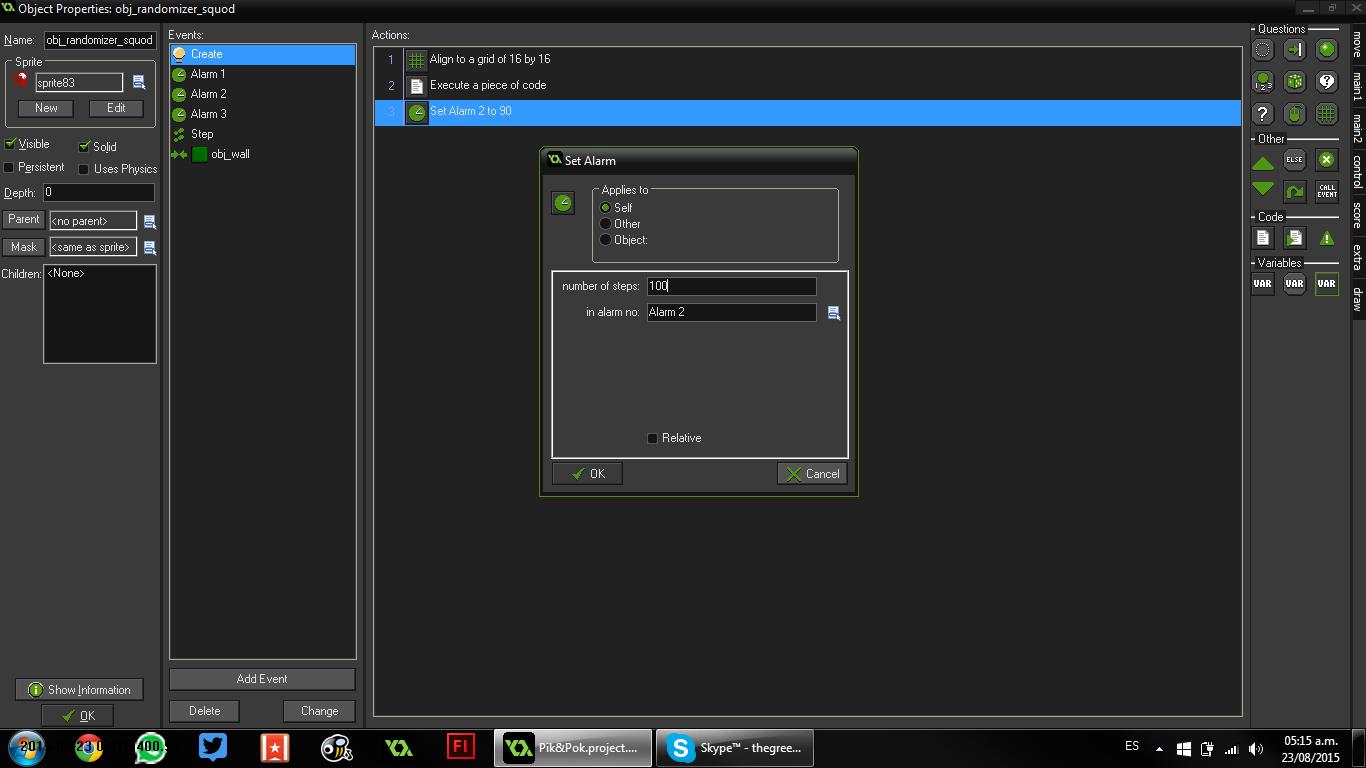 Object Properties: obj_randomizer_squod
Name: obj_randomizer_squod
Sprite
sprite83
New Edit
Visible Solid
Persistent Uses Physics
Depth: 0
Parent <no parent>
Mask <same as sprite>
Children: <None>
Show Information
OK
Events:
Create
Alarm 1
Alarm 2
Alarm 3
Step
obj_wall
Add Event
Delete Change
Actions:
1 Align to a grid of 16 by 16
2 Execute a piece of code
3 Set Alarm 2 to 90
Set Alarm
Applies to
Self
Other
Object:
number of steps: 100
in alarm no: Alarm 2
Relative
OK Cancel
Questions
1 2 3 ?
?
Other
ELSE
CALL EVENT
Code
Variables
VAR VAR VAR
move
main1
main2
control
score
extra
draw
201 23 0 400.
Fl
Pik&Pok.project....
Skype™ - thegree...
ES
05:15 a.m.
23/08/2015